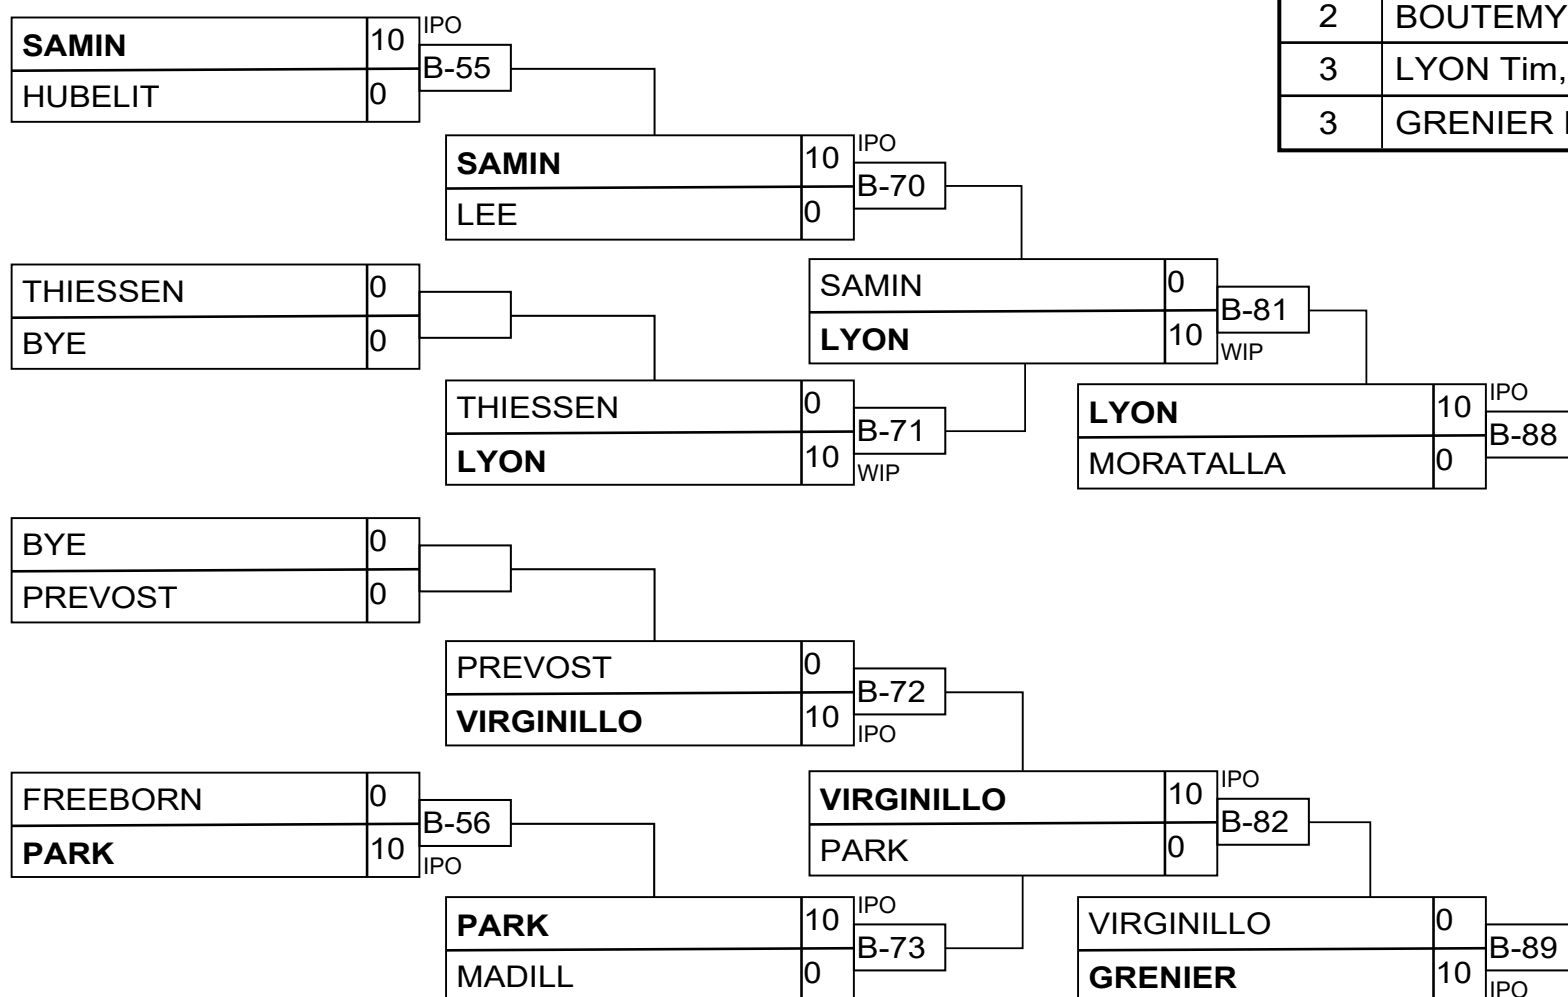 2 BOUTEMY
3 LYON Tim,
3 GRENIER
SAMIN 10 IPO
B-55
HUBELIT 0
SAMIN 10 IPO
B-70
LEE 0
THIESSEN 0
BYE 0
SAMIN 0
B-81
LYON 10 WIP
THIESSEN 0
B-71
LYON 10 WIP
LYON 10 IPO
B-88
MORATALLA 0
BYE 0
PREVOST 0
PREVOST 0
B-72
VIRGINILLO 10 IPO
FREEBORN 0
B-56
PARK 10 IPO
VIRGINILLO 10 IPO
B-82
PARK 0
PARK 10 IPO
B-73
MADILL 0
VIRGINILLO 0
B-89
GRENIER 10 IPO